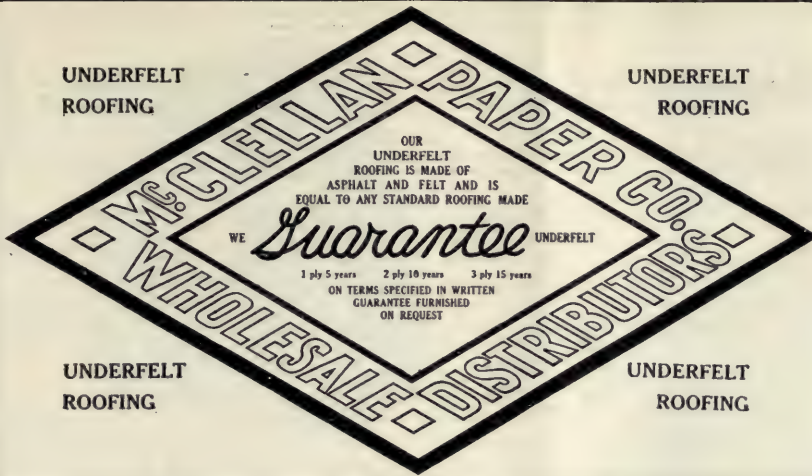 UNDERFELT
ROOFING
UNDERFELT
ROOFING
McCLELLAN PAPER CO.
OUR
UNDERFELT
ROOFING IS MADE OF
ASPHALT AND FELT AND IS
EQUAL TO ANY STANDARD ROOFING MADE
WE Guarantee UNDERFELT
1 ply 5 years 2 ply 10 years 3 ply 15 years
ON TERMS SPECIFIED IN WRITTEN
GUARANTEE FURNISHED
ON REQUEST
WHOLESALE DISTRIBUTORS
UNDERFELT
ROOFING
UNDERFELT
ROOFING